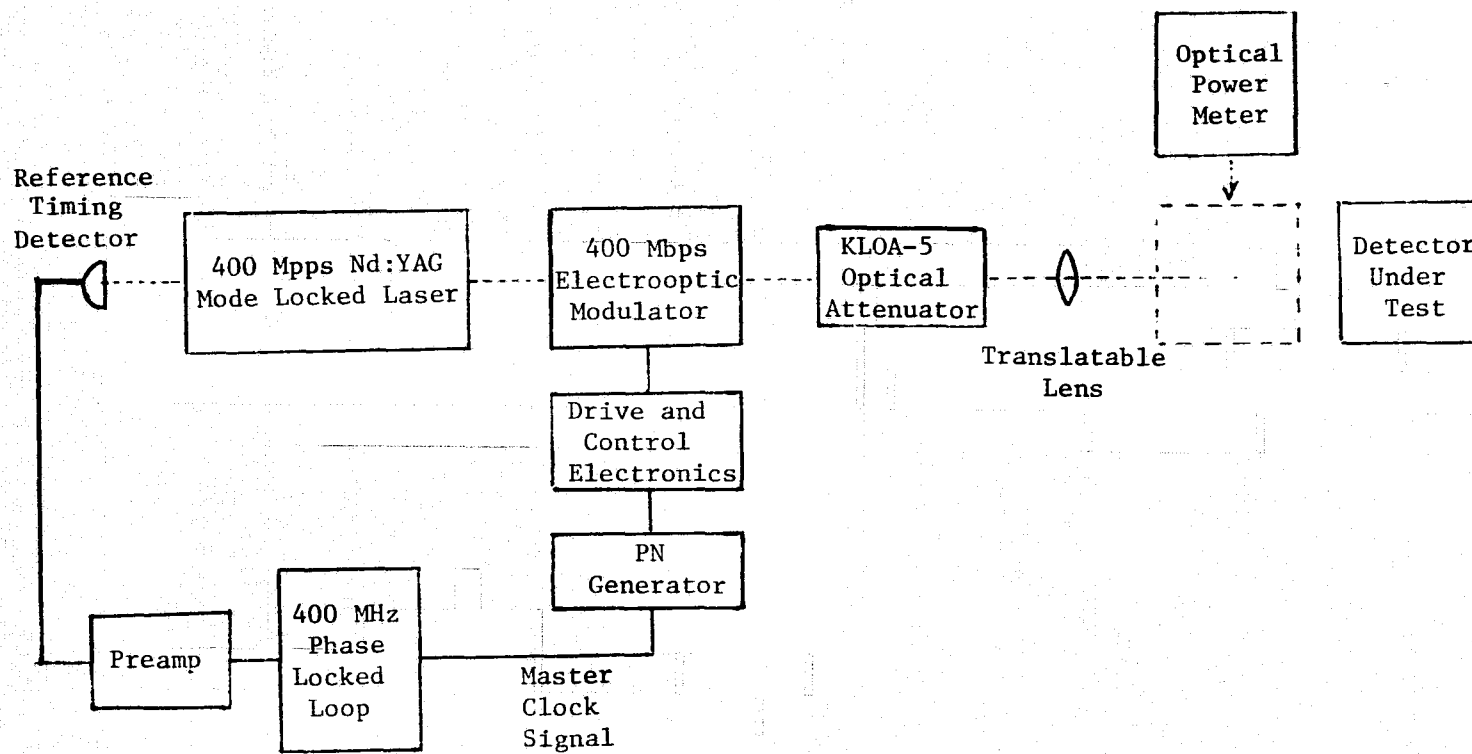 Optical
Power
Meter
Reference
Timing
Detector
400 Mpps Nd:YAG
Mode Locked Laser
400 Mbps
Electrooptic
Modulator
KLOA-5
Optical
Attenuator
Translatable
Lens
Detector
Under
Test
Drive and
Control
Electronics
PN
Generator
Preamp
400 MHz
Phase
Locked
Loop
Master
Clock
Signal